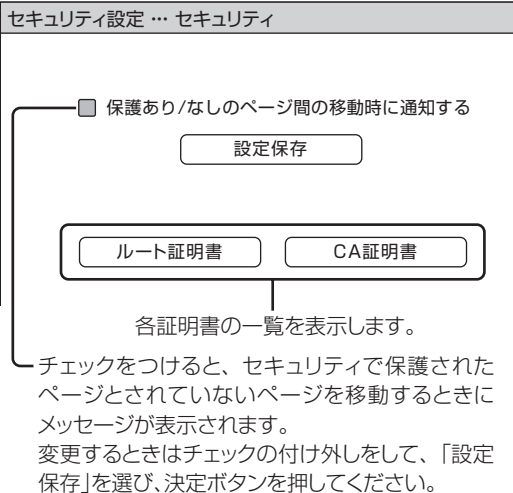 セキュリティ設定 … セキュリティ
保護あり/なしのページ間の移動時に通知する
設定保存
ルート証明書
CA証明書
各証明書の一覧を表示します。
チェックをつけると、セキュリティで保護された
ページとされていないページを移動するときに
メッセージが表示されます。
変更するときはチェックの付け外しをして、「設定
保存」を選び、決定ボタンを押してください。